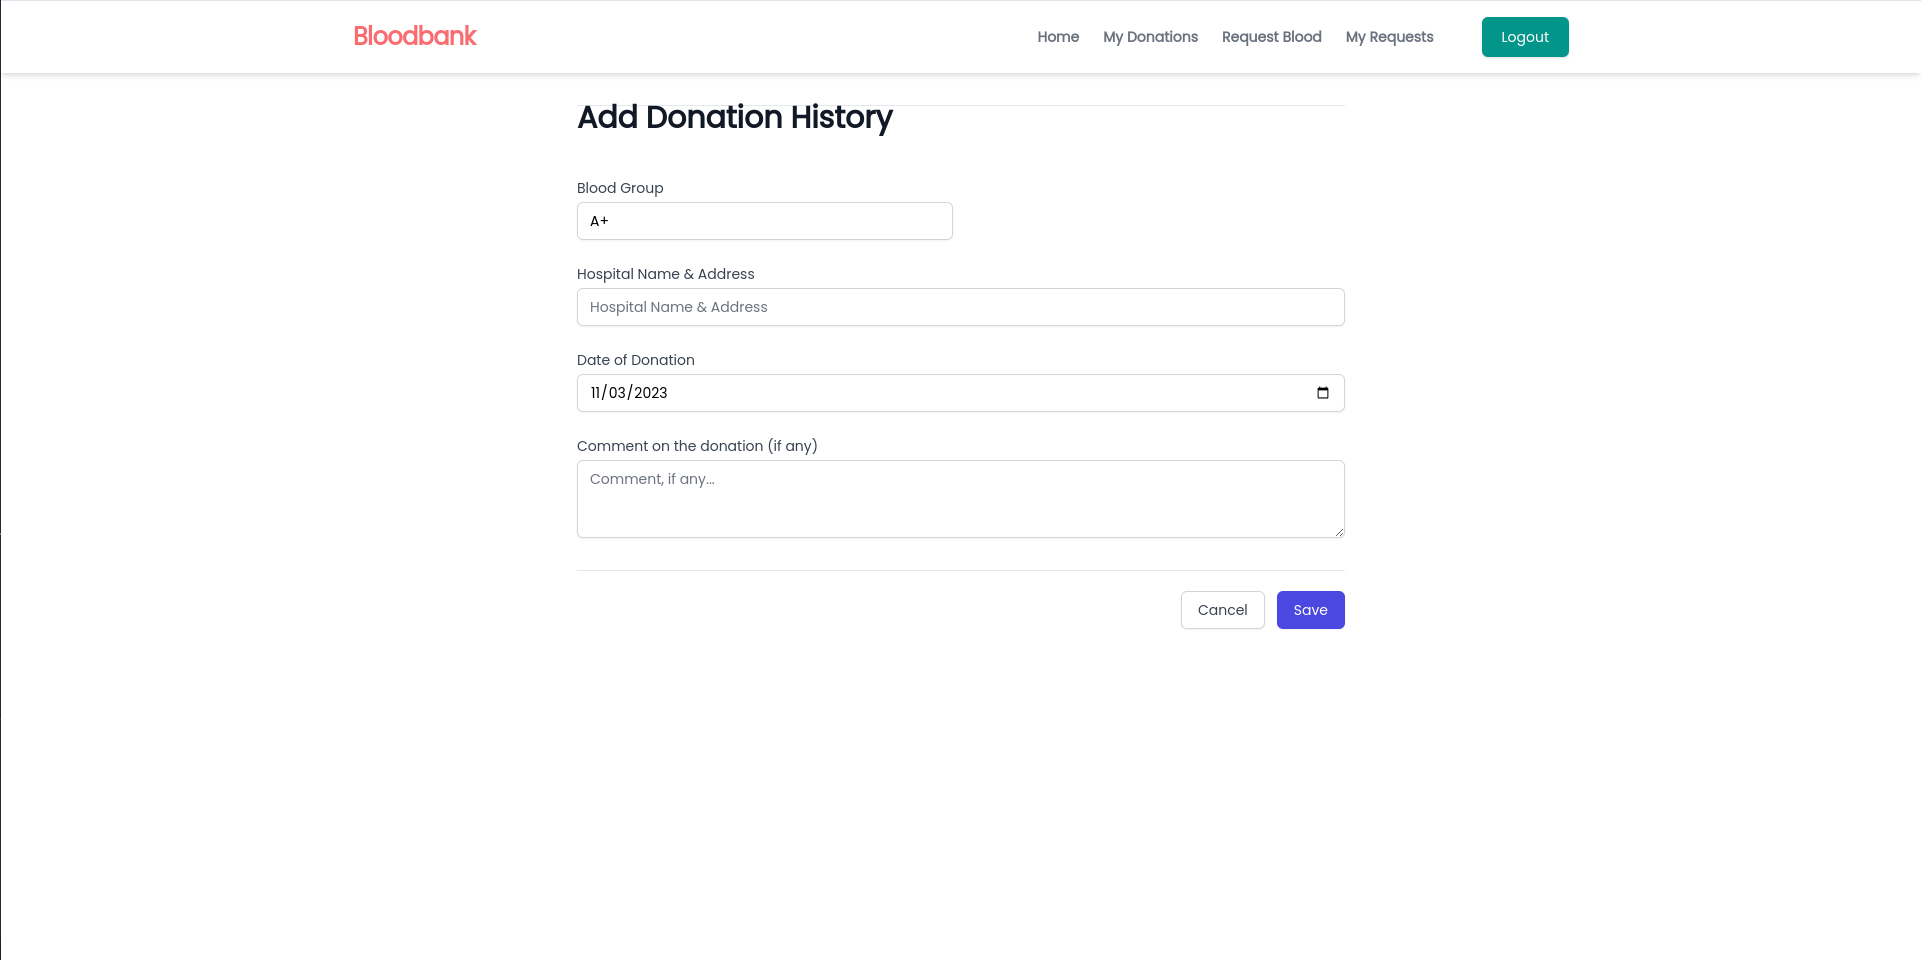 Bloodbank
Home My Donations Request Blood My Requests Logout
Add Donation History
Blood Group
A+
Hospital Name & Address
Hospital Name & Address
Date of Donation
11/03/2023
Comment on the donation (if any)
Comment, if any...
Cancel Save